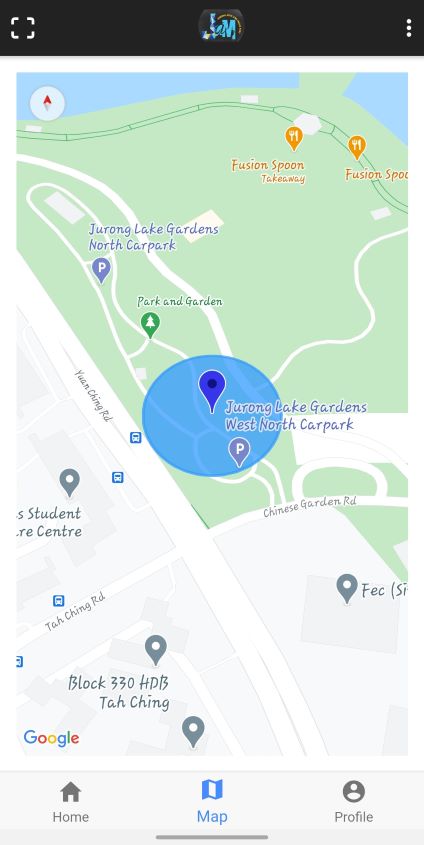 JaM
Fusion Spoon
Takeaway
Fusion Spoo
Jurong Lake Gardens
North Carpark
P
Park and Garden
Yuan Ching Rd
Jurong Lake Gardens
West North Carpark
P
s Student
re Centre
Chinese Garden Rd
Fec (Si
Tah Ching Rd
Block 330 HDB
Tah Ching
Google
Home
Map
Profile